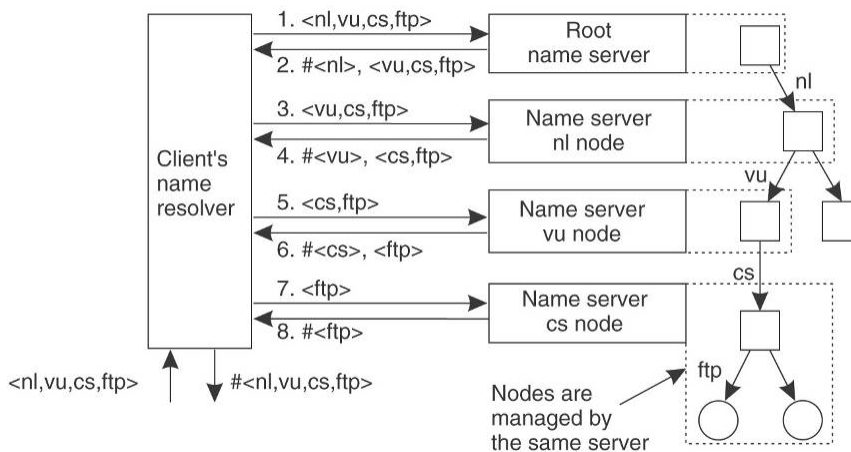 1. <nl,vu,cs,ftp>
2. #<nl>, <vu,cs,ftp>
Root
name server
nl
3. <vu,cs,ftp>
4. #<vu>, <cs,ftp>
Name server
nl node
Client's
name
resolver
vu
5. <cs,ftp>
6. #<cs>, <ftp>
Name server
vu node
cs
7. <ftp>
8. #<ftp>
Name server
cs node
ftp
<nl,vu,cs,ftp>
#<nl,vu,cs,ftp>
Nodes are
managed by
the same server